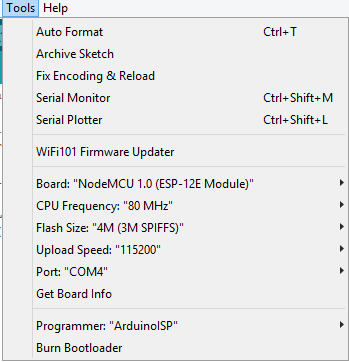 Tools Help
Auto Format Ctrl+T
Archive Sketch
Fix Encoding & Reload
Serial Monitor Ctrl+Shift+M
Serial Plotter Ctrl+Shift+L
WiFi101 Firmware Updater
Board: "NodeMCU 1.0 (ESP-12E Module)"
CPU Frequency: "80 MHz"
Flash Size: "4M (3M SPIFFS)"
Upload Speed: "115200"
Port: "COM4"
Get Board Info
Programmer: "ArduinoISP"
Burn Bootloader